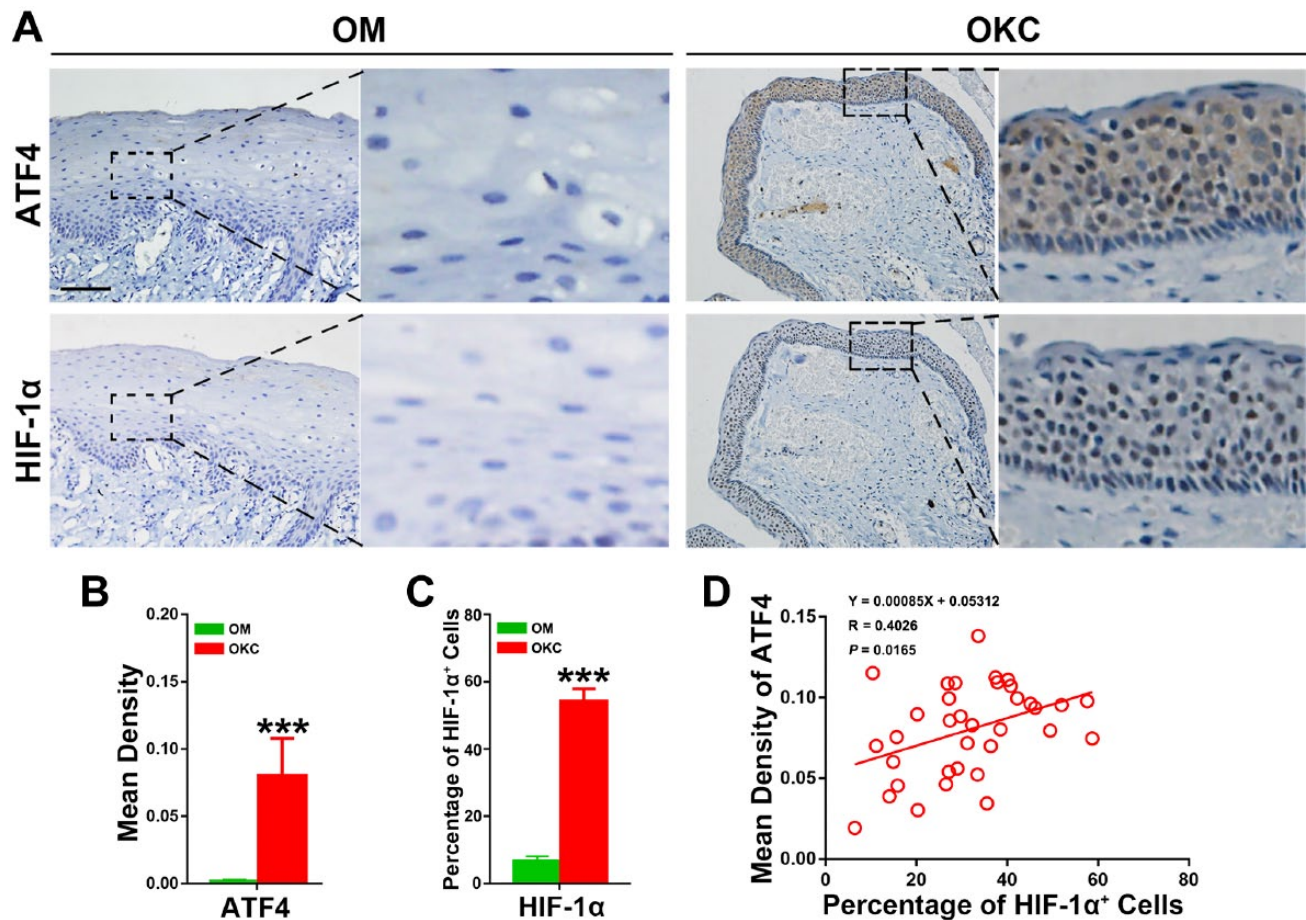 A
OM
OKC
ATF4
HIF-1α
B
Mean Density
0.20
0.15
0.10
0.05
0.00
OM
OKC
***
ATF4
C
Percentage of HIF-1α⁺ Cells
80
60
40
20
0
OM
OKC
***
HIF-1α
D
Mean Density of ATF4
0.15
0.10
0.05
0.00
Y = 0.00085X + 0.05312
R = 0.4026
P = 0.0165
0 20 40 60 80
Percentage of HIF-1α⁺ Cells